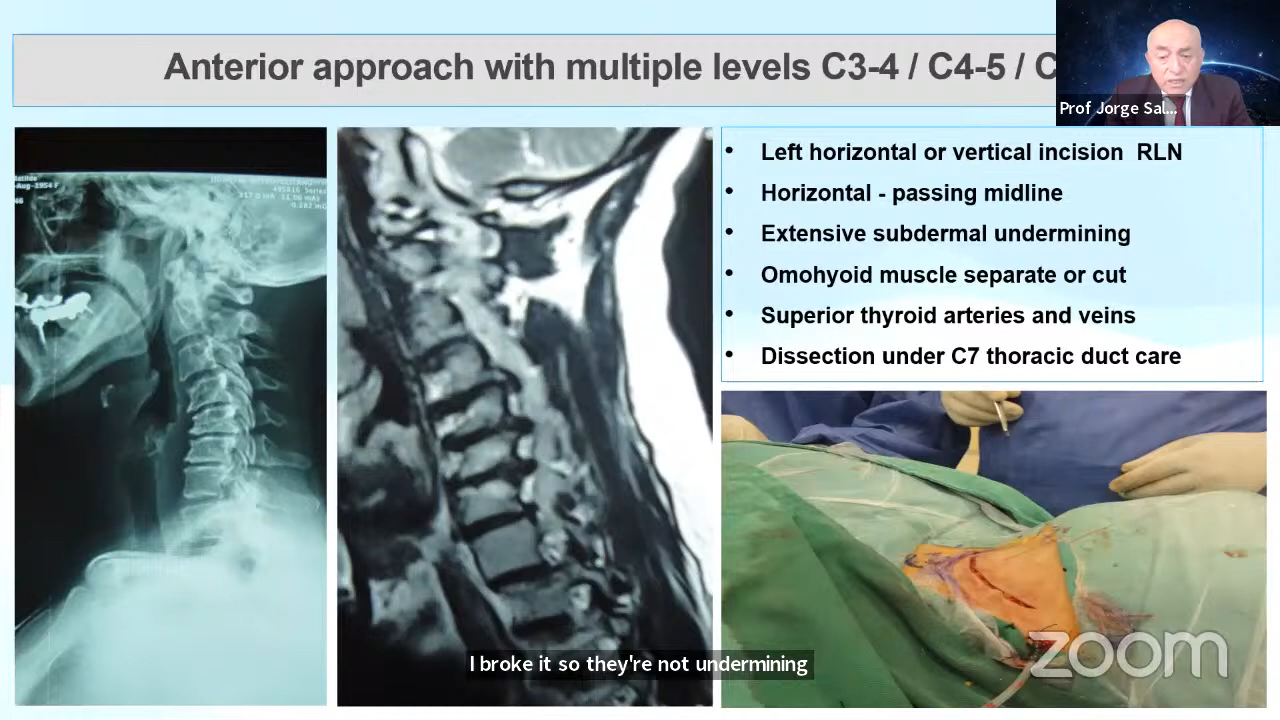 Anterior approach with multiple levels C3-4 / C4-5 / C
Prof Jorge Sal...
• Left horizontal or vertical incision RLN
• Horizontal - passing midline
• Extensive subdermal undermining
• Omohyoid muscle separate or cut
• Superior thyroid arteries and veins
• Dissection under C7 thoracic duct care
-Aug-1954 F
I broke it so they're not undermining
zoom